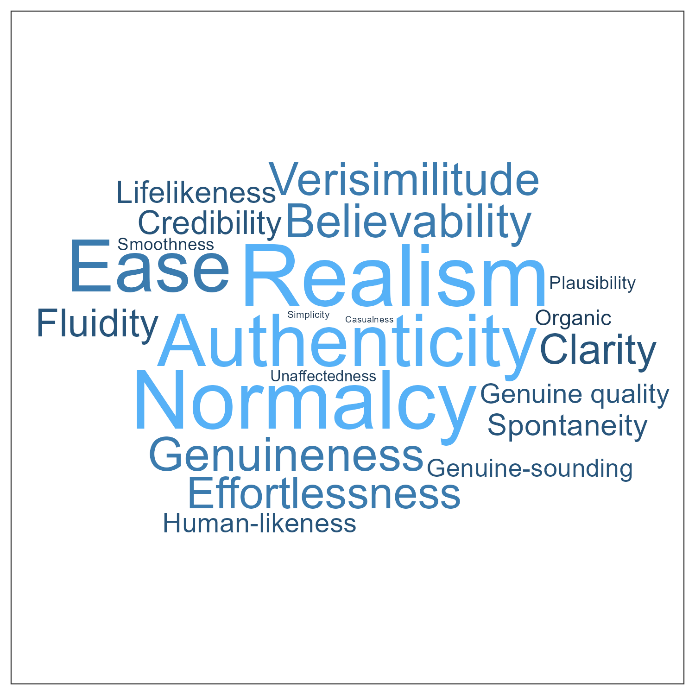 Verisimilitude
Lifelikeness
Credibility
Believability
Smoothness
Ease
Realism
Plausibility
Fluidity
Simplicity
Casualness
Organic
Authenticity
Clarity
Unaffectedness
Normalcy
Genuine quality
Spontaneity
Genuineness
Genuine-sounding
Effortlessness
Human-likeness